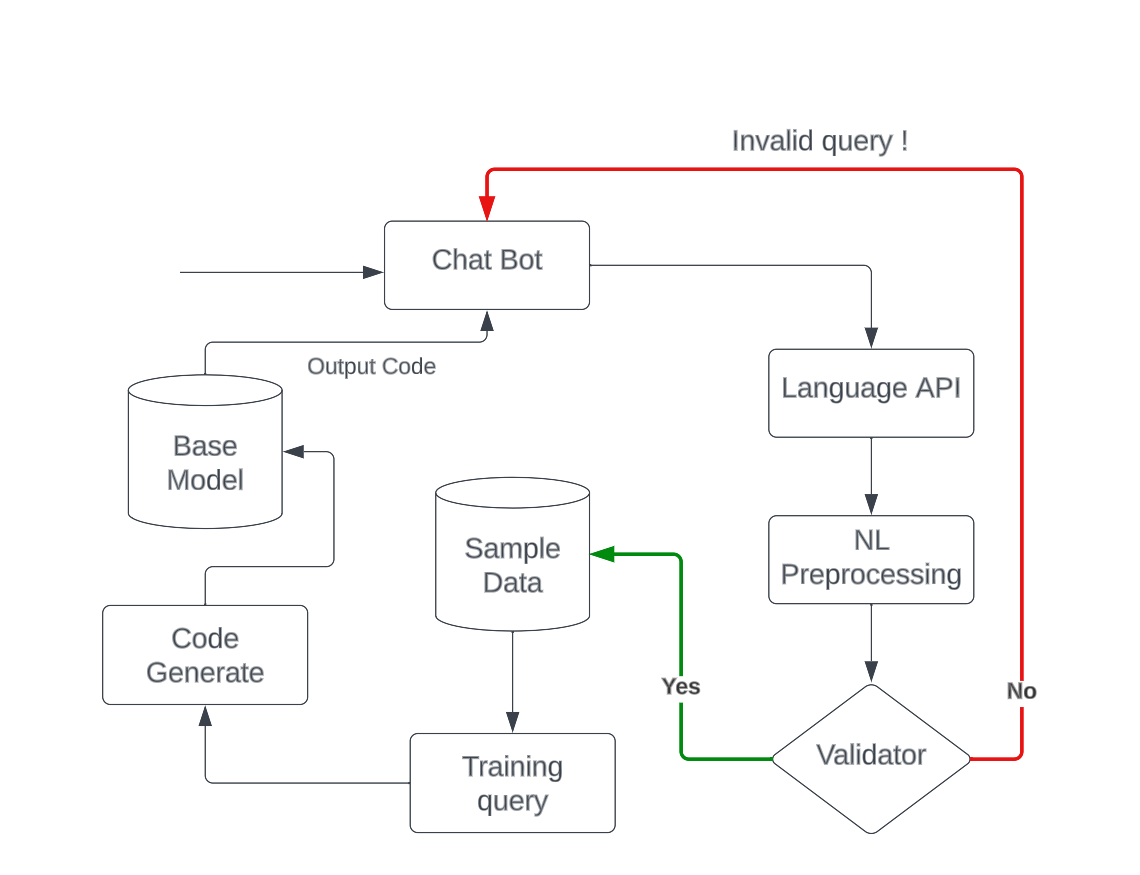 Invalid query !
Chat Bot
Output Code
Language API
Base
Model
NL
Preprocessing
Sample
Data
Code
Generate
Yes
No
Validator
Training
query